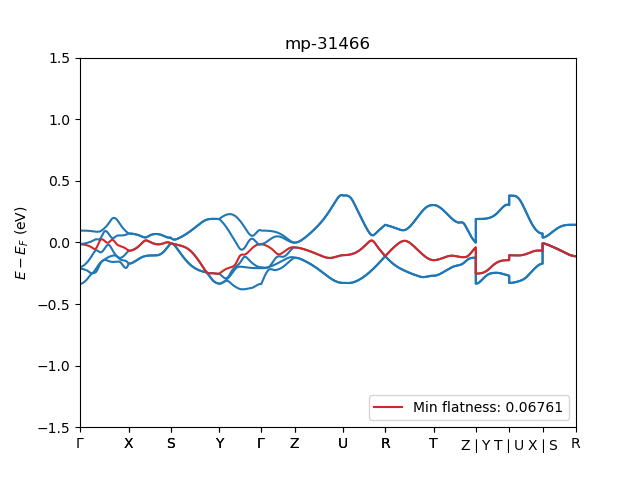 mp-31466
E − E_F (eV)
1.5
1.0
0.5
0.0
−0.5
−1.0
−1.5
Min flatness: 0.06761
Γ X S Y Γ Z U R T Z | Y T | U X | S R